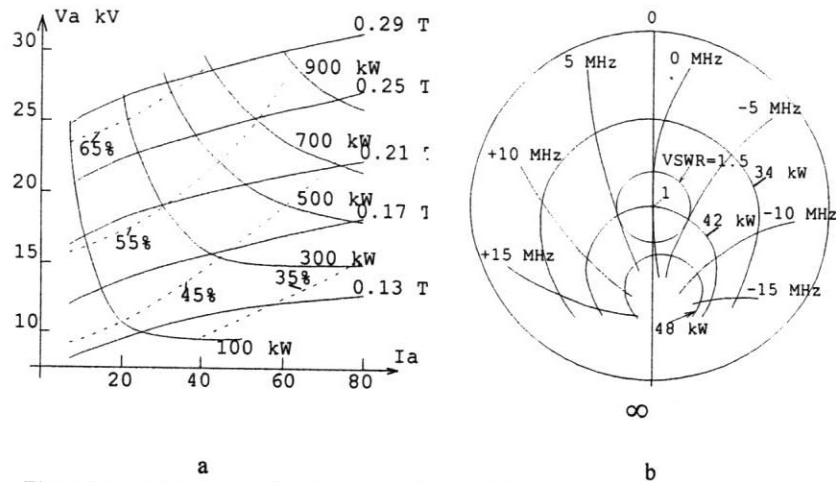 Va kV
0.29 T
30
900 kW
0.25 T
25
65%
700 kW
0.21
20
500 kW
0.17 T
55%
15
300 kW
35%
45%
0.13 T
10
100 kW
Ia
20
40
60
80
a
0
5 MHz
0 MHz
-5
+10 MHz
VSWR=1.5
34 kW
1
42 kW
-10 MHz
+15 MHz
-15 MHz
48 kW
∞
b